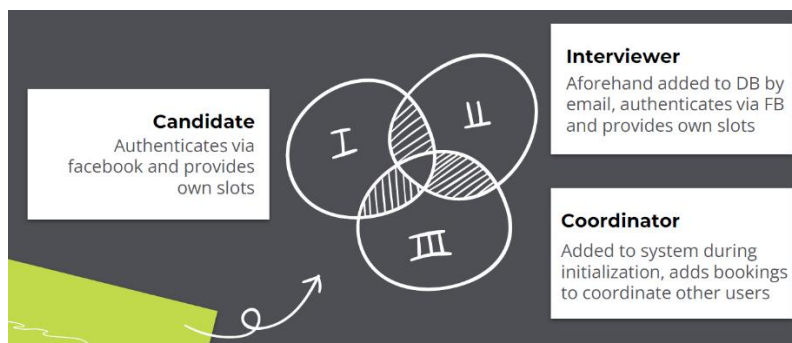 Candidate
Authenticates via
facebook and provides
own slots
I
II
III
Interviewer
Aforehand added to DB by
email, authenticates via FB
and provides own slots
Coordinator
Added to system during
initialization, adds bookings
to coordinate other users